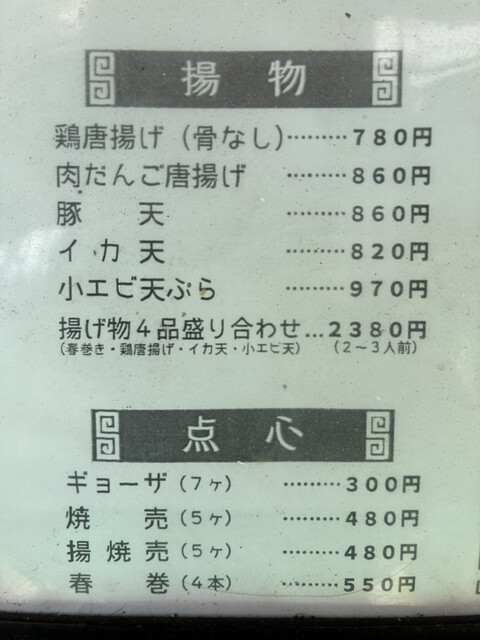 揚物
鶏唐揚げ (骨なし)………780円
肉だんご唐揚げ ………860円
豚天 ………860円
イカ天 ………820円
小エビ天ぷら ………970円
揚げ物4品盛り合わせ…2380円
(春巻き・鶏唐揚げ・イカ天・小エビ天) (2〜3人前)
点心
ギョーザ(7ヶ) ………300円
焼売(5ヶ) ………480円
揚焼売(5ヶ) ………480円
春巻(4本) ………550円